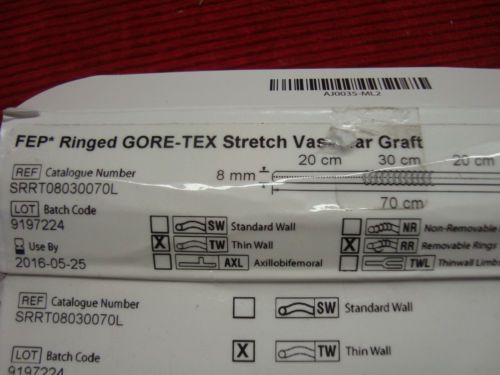 AJ0035-ML2
FEP* Ringed GORE-TEX Stretch Graft
20 cm 30 cm 20 cm
REF Catalogue Number
SRRT08030070L
8 mm
70 cm
LOT Batch Code
9197224
SW Standard Wall
NR Non-Removable
Use By
2016-05-25
X TW Thin Wall
X RR Removable Rings
AXL Axillobifemoral
TWL Thinwall
REF Catalogue Number
SRRT08030070L
SW Standard Wall
LOT Batch Code
9197224
X TW Thin Wall